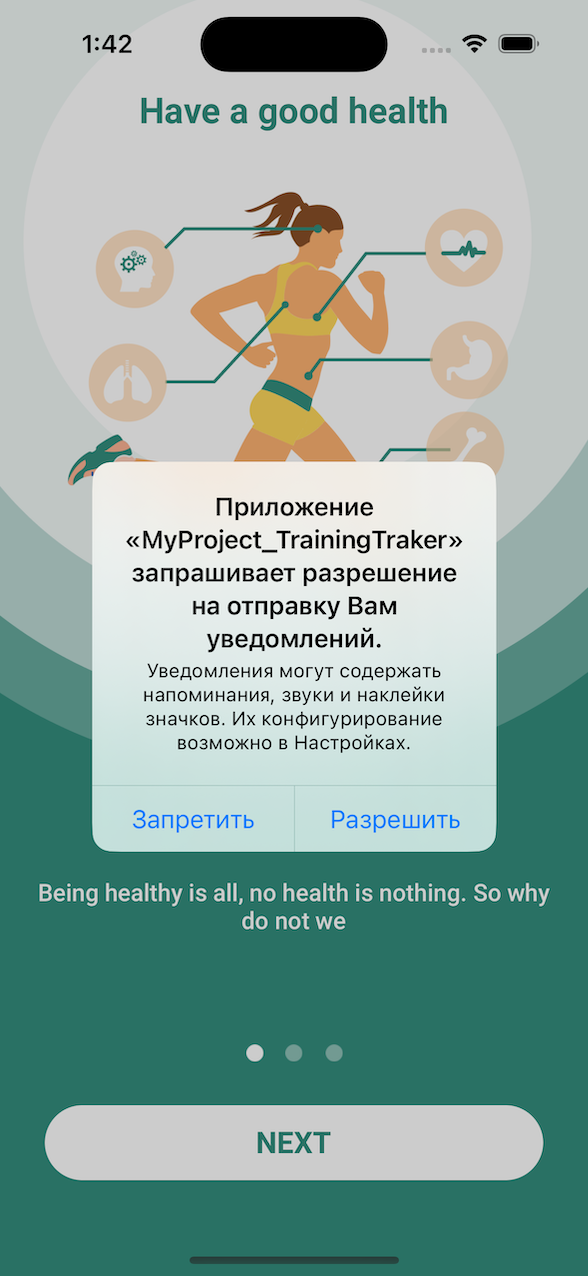 1:42
Have a good health
Приложение
«MyProject_TrainingTraker»
запрашивает разрешение
на отправку Вам
уведомлений.
Уведомления могут содержать
напоминания, звуки и наклейки
значков. Их конфигурирование
возможно в Настройках.
Запретить
Разрешить
Being healthy is all, no health is nothing. So why
do not we
NEXT